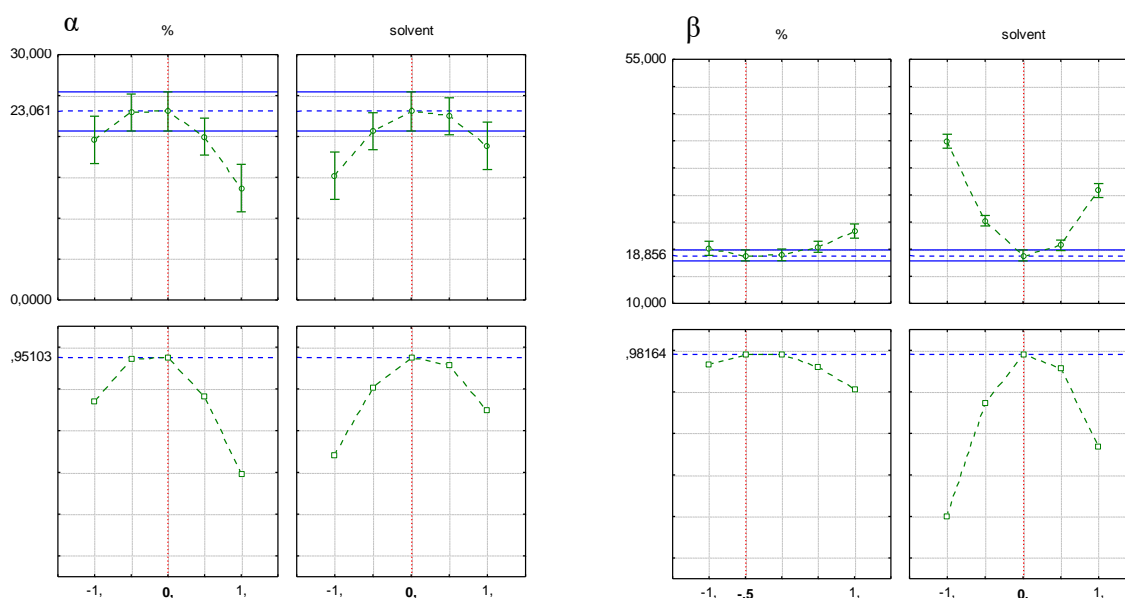 α
% solvent
30,000
23,061
0,0000
,95103
-1, 0, 1, -1, 0, 1,
β
% solvent
55,000
18,856
10,000
,98164
-1, -,5 1, -1, 0, 1,